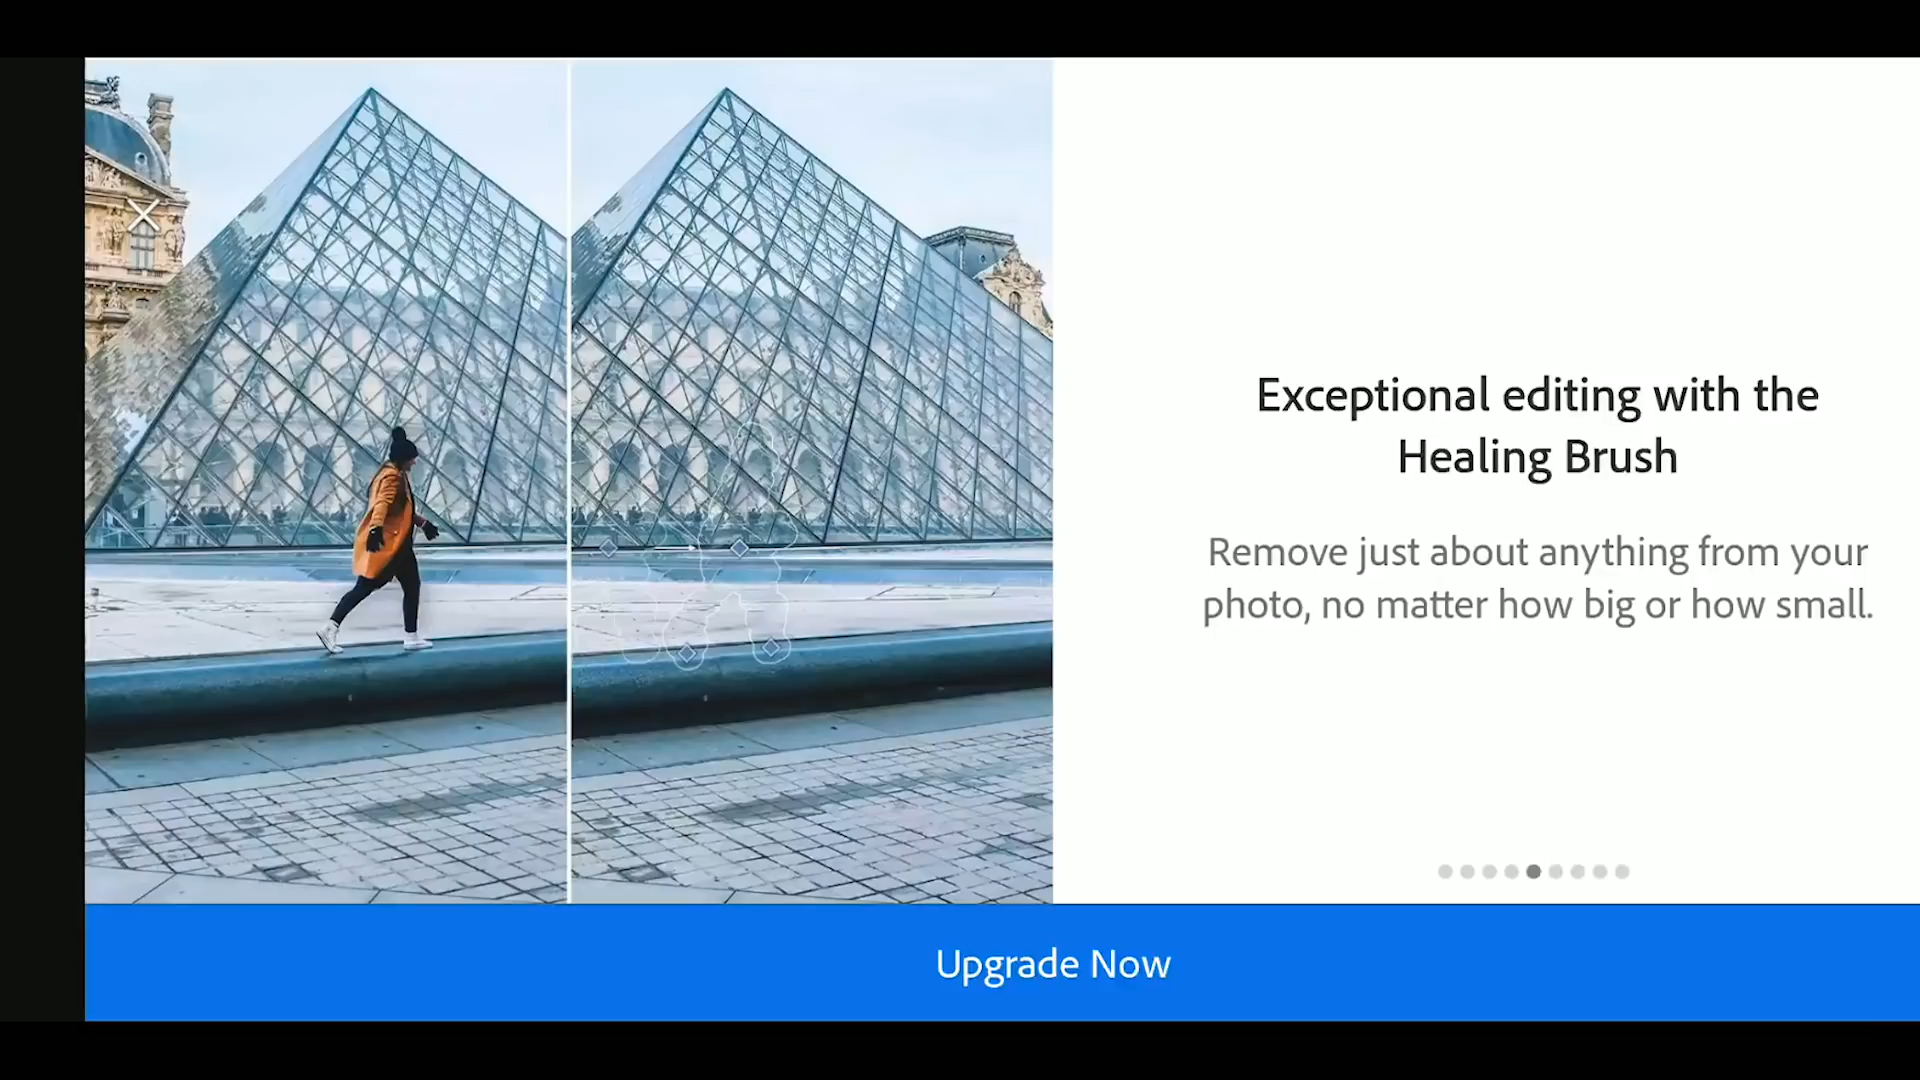 Exceptional editing with the
Healing Brush
Remove just about anything from your
photo, no matter how big or how small.
Upgrade Now